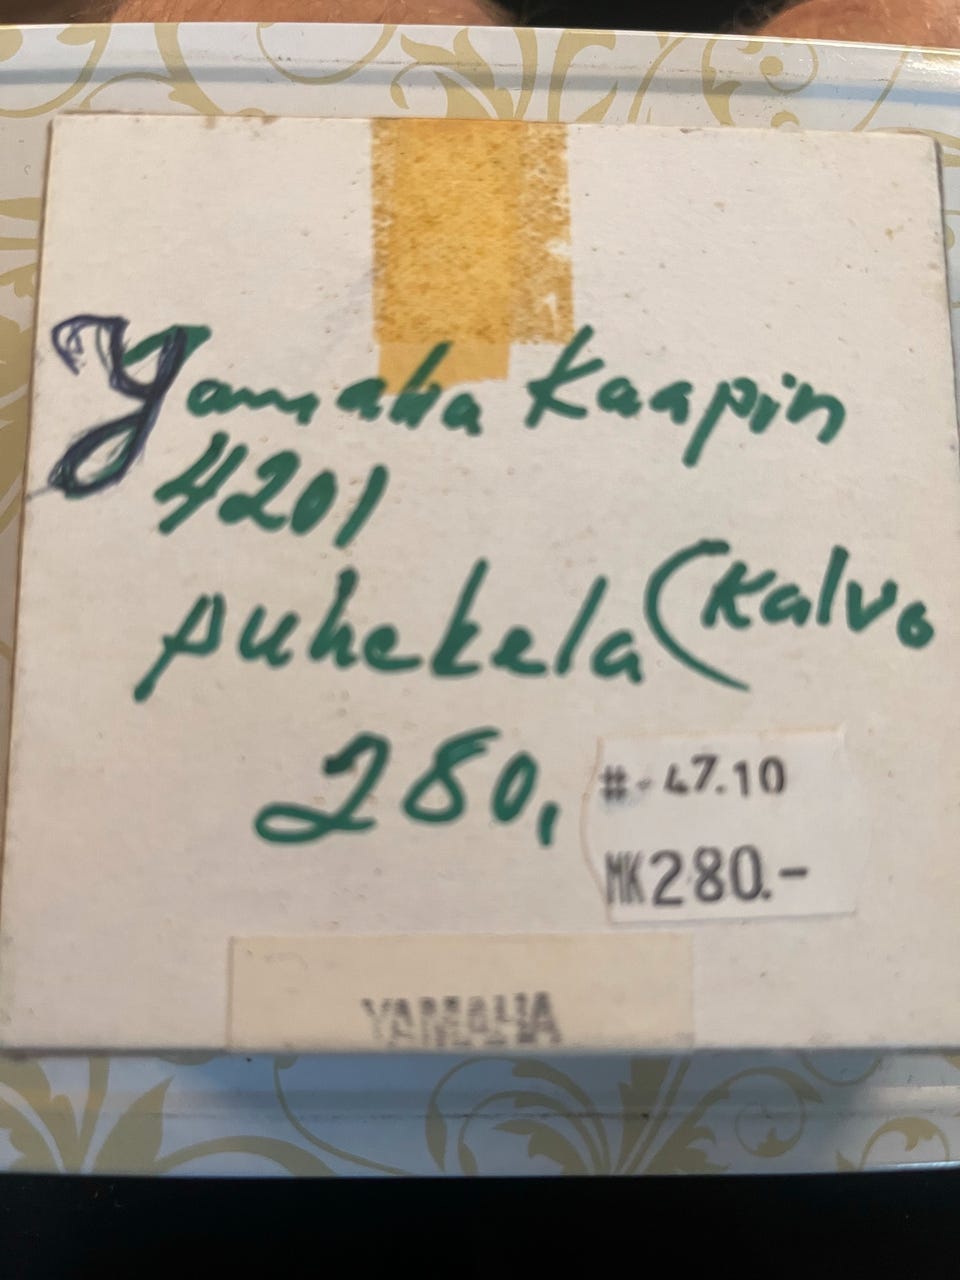 Yamaha Kaapin
4201
puhekela (Kalvo
280,
#-47.10
MK280.-
YAMAHA